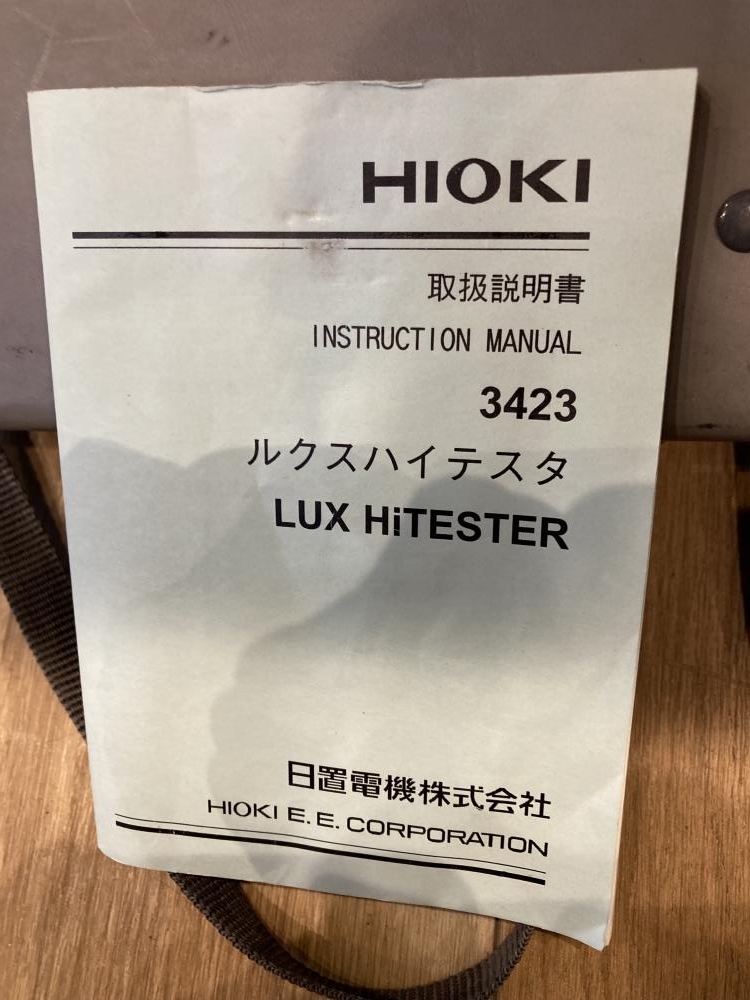 HIOKI
取扱説明書
INSTRUCTION MANUAL
3423
ルクスハイテスタ
LUX HiTESTER
日置電機株式会社
HIOKI E. E. CORPORATION